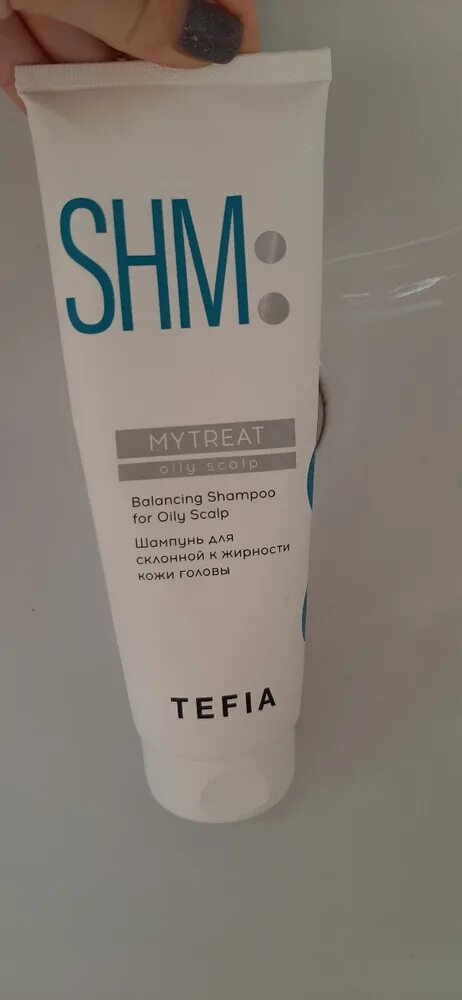 SHM:
MYTREAT
oily scalp
Balancing Shampoo
for Oily Scalp
Шампунь для
склонной к жирности
кожи головы
TEFIA